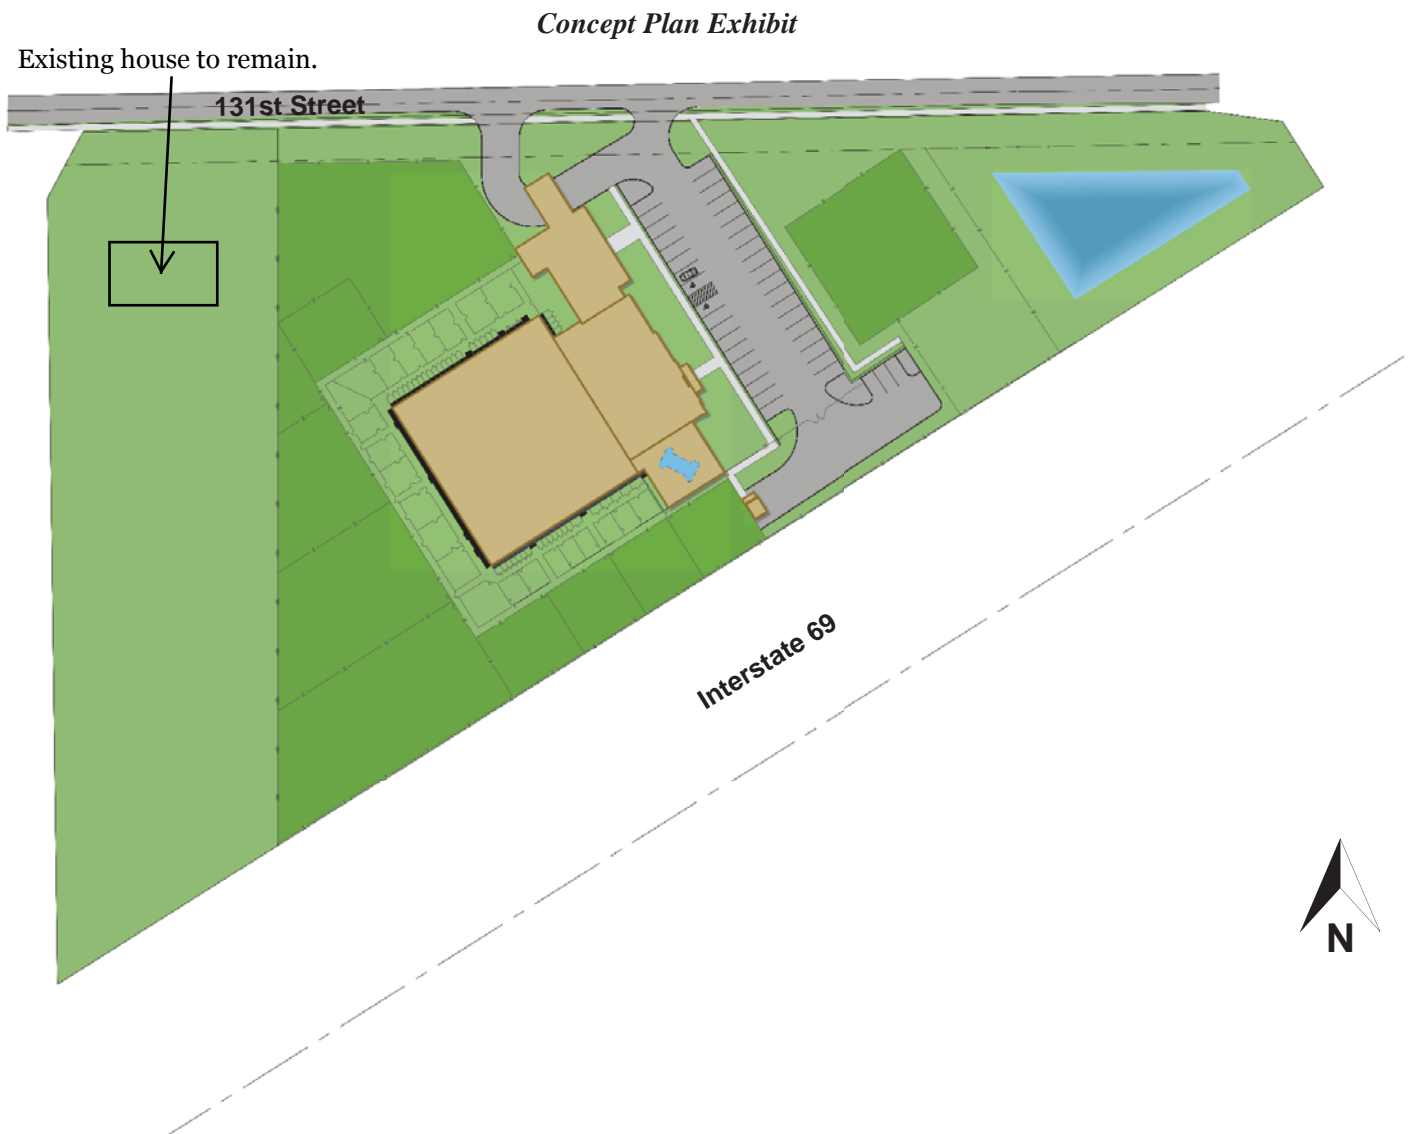 Concept Plan Exhibit
Existing house to remain.
131st Street
Interstate 69
N